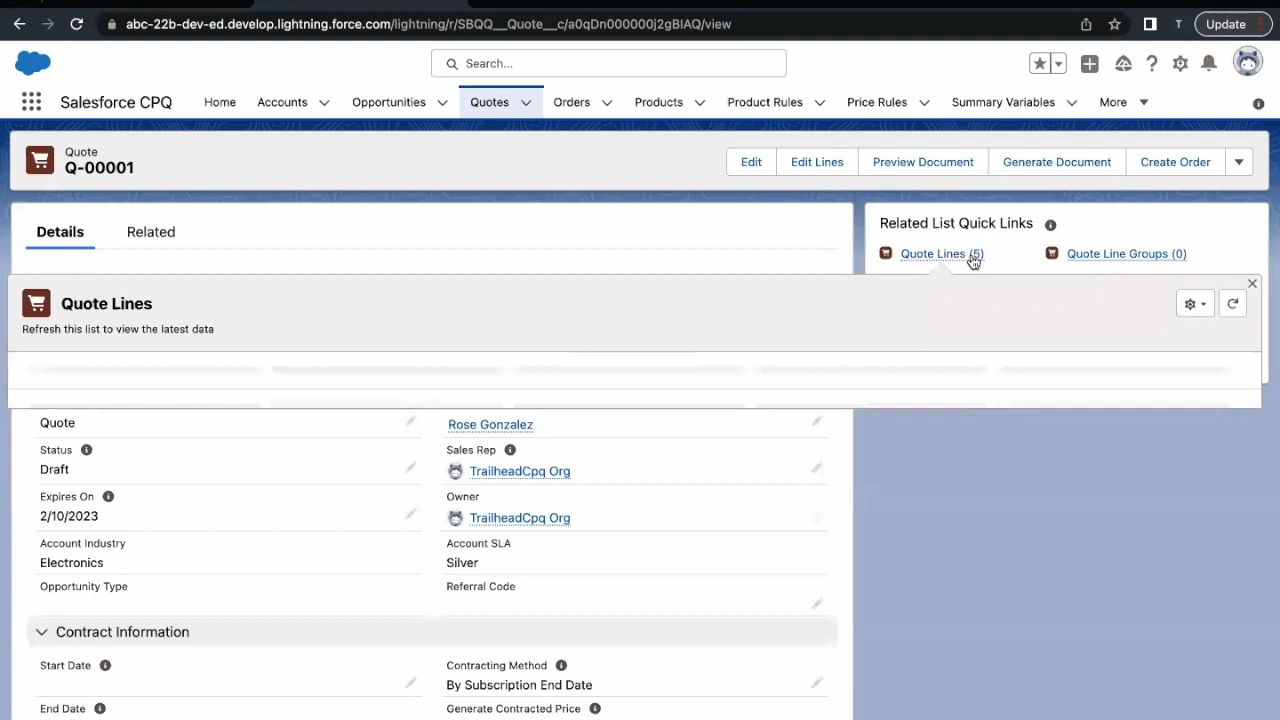 abc-22b-dev-ed.develop.lightning.force.com/lightning/r/SBQQ__Quote__c/a0qDn000000j2gBIAQ/view
T
Update
Search...
Salesforce CPQ
Home
Accounts
Opportunities
Quotes
Orders
Products
Product Rules
Price Rules
Summary Variables
More
Quote
Q-00001
Edit
Edit Lines
Preview Document
Generate Document
Create Order
Details
Related
Related List Quick Links
Quote Lines (5)
Quote Line Groups (0)
Quote Lines
Refresh this list to view the latest data
Quote
Rose Gonzalez
Status
Draft
Sales Rep
TrailheadCpq Org
Expires On
2/10/2023
Owner
TrailheadCpq Org
Account Industry
Electronics
Account SLA
Silver
Opportunity Type
Referral Code
Contract Information
Start Date
Contracting Method
By Subscription End Date
End Date
Generate Contracted Price